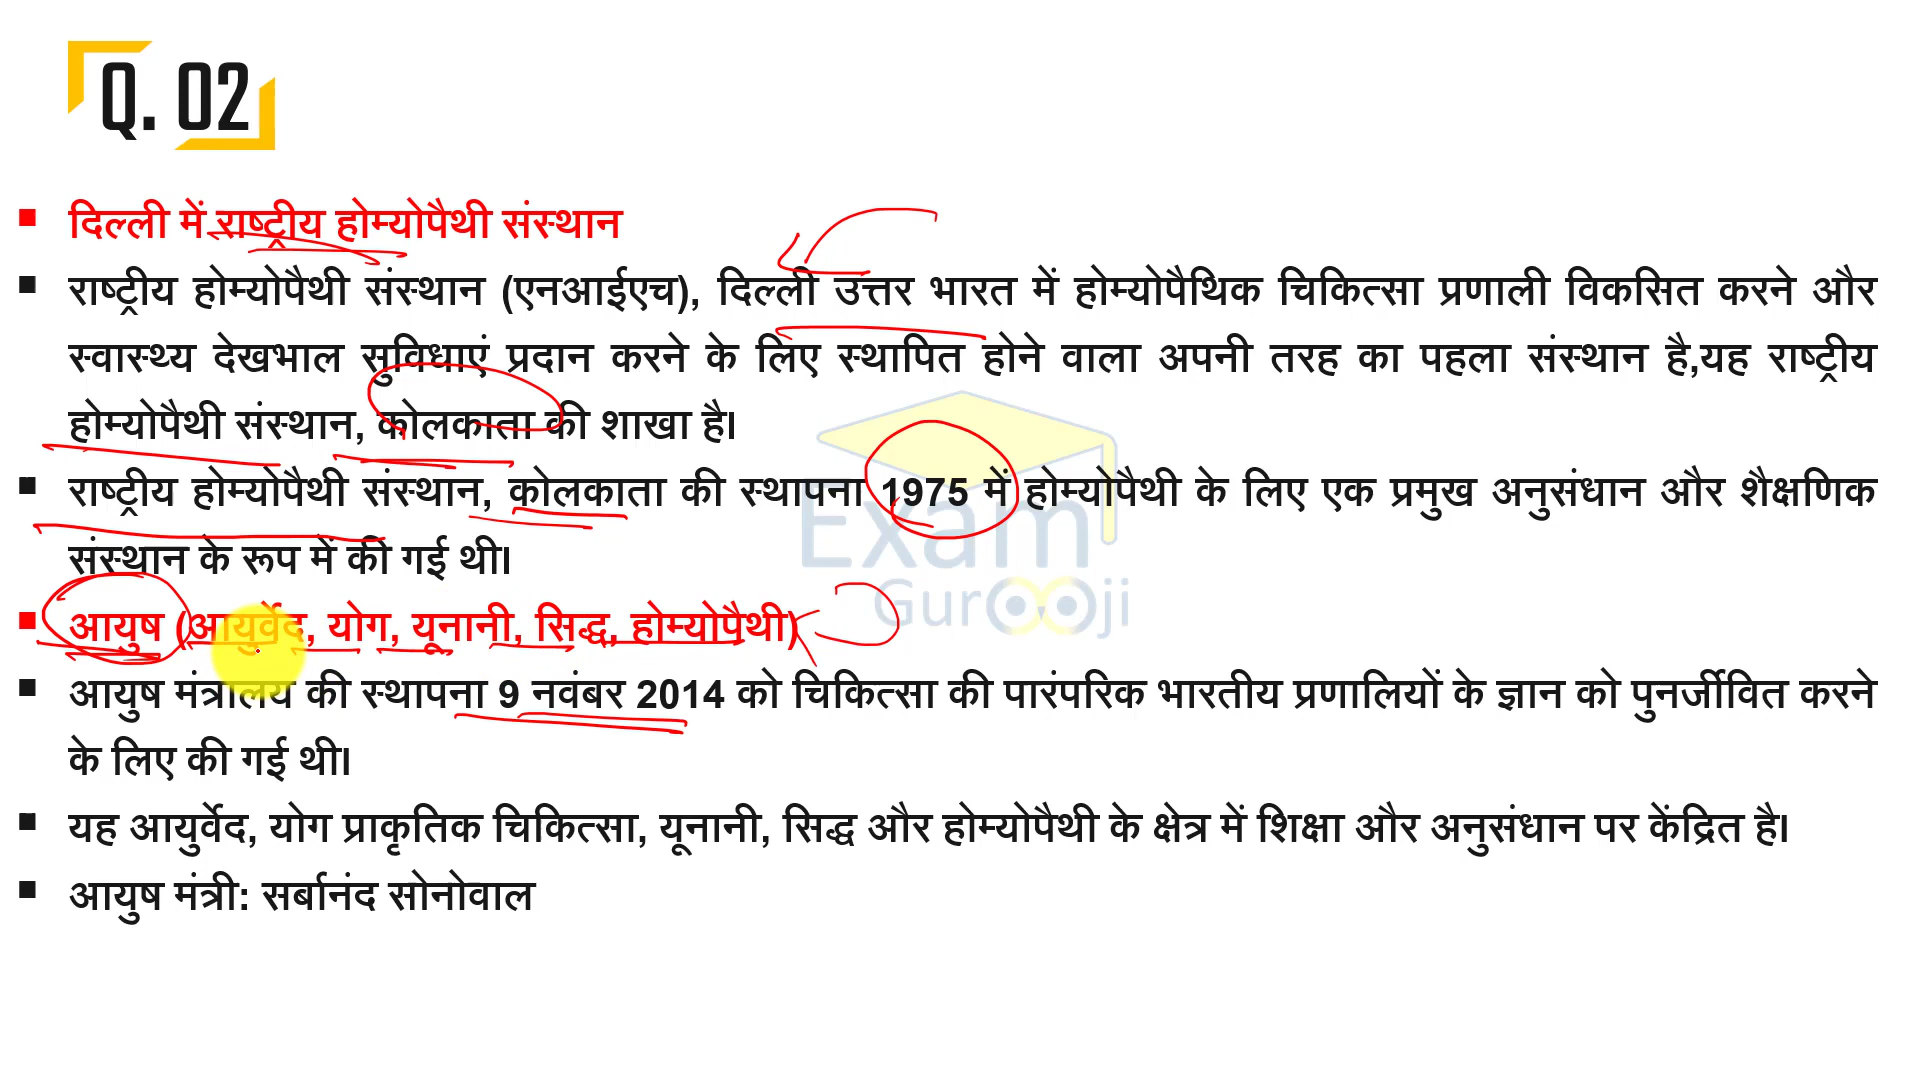 Q. 02
दिल्ली में राष्ट्रीय होम्योपैथी संस्थान
राष्ट्रीय होम्योपैथी संस्थान (एनआईएच), दिल्ली उत्तर भारत में होम्योपैथिक चिकित्सा प्रणाली विकसित करने और
स्वास्थ्य देखभाल सुविधाएं प्रदान करने के लिए स्थापित होने वाला अपनी तरह का पहला संस्थान है,यह राष्ट्रीय
होम्योपैथी संस्थान, कोलकाता की शाखा है।
राष्ट्रीय होम्योपैथी संस्थान, कोलकाता की स्थापना 1975 में होम्योपैथी के लिए एक प्रमुख अनुसंधान और शैक्षणिक
संस्थान के रूप में की गई थी।
Exam
Gurooji
आयुष (आयुर्वेद, योग, यूनानी, सिद्ध, होम्योपैथी)
आयुष मंत्रालय की स्थापना 9 नवंबर 2014 को चिकित्सा की पारंपरिक भारतीय प्रणालियों के ज्ञान को पुनर्जीवित करने
के लिए की गई थी।
यह आयुर्वेद, योग प्राकृतिक चिकित्सा, यूनानी, सिद्ध और होम्योपैथी के क्षेत्र में शिक्षा और अनुसंधान पर केंद्रित है।
आयुष मंत्री: सर्बानंद सोनोवाल